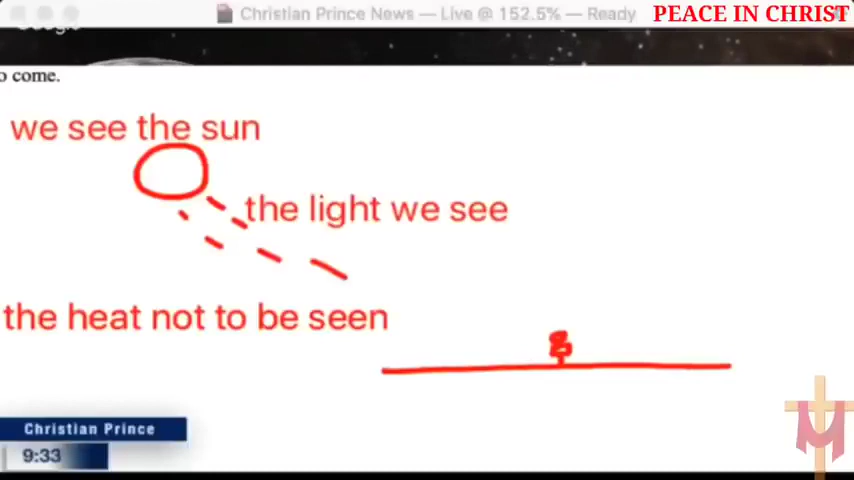 Christian Prince News — Live @ 152.5% — Ready
PEACE IN CHRIST
Google
o come.
we see the sun
the light we see
the heat not to be seen
Christian Prince
9:33